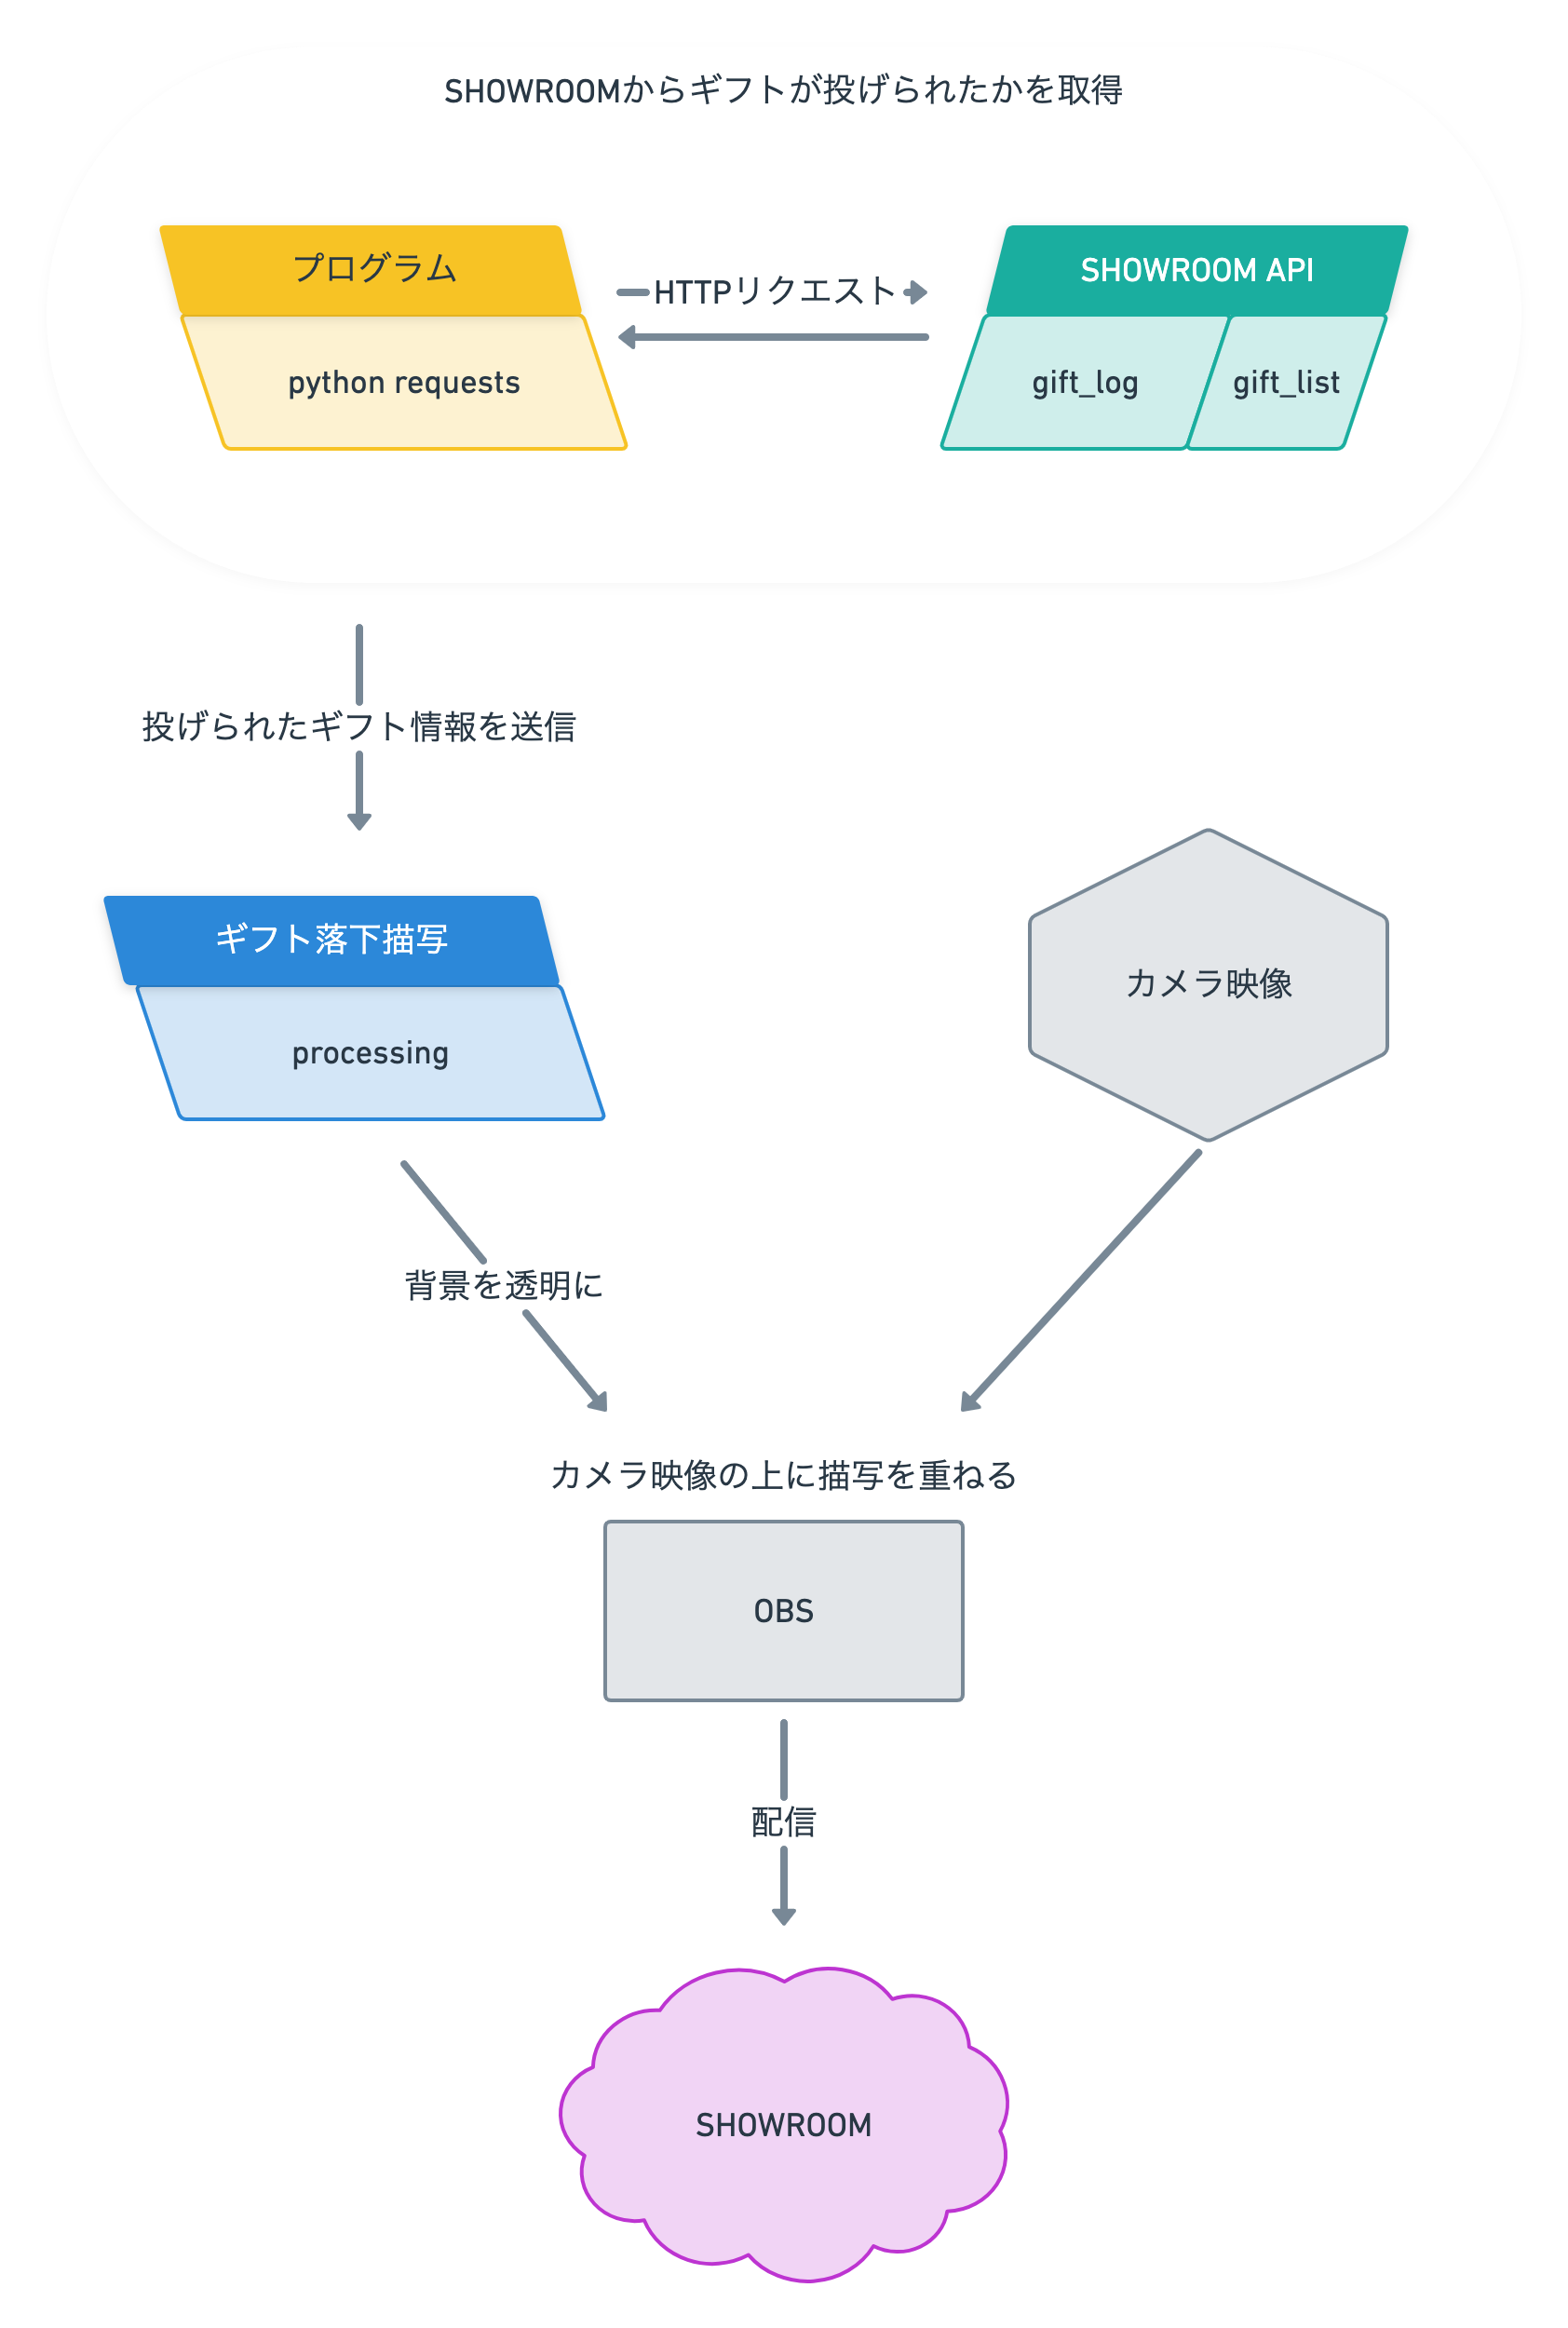 SHOWROOMからギフトが投げられたかを取得
プログラム
HTTPリクエスト
SHOWROOM API
python requests
gift_log
gift_list
投げられたギフト情報を送信
ギフト落下描写
カメラ映像
processing
背景を透明に
カメラ映像の上に描写を重ねる
OBS
配信
SHOWROOM